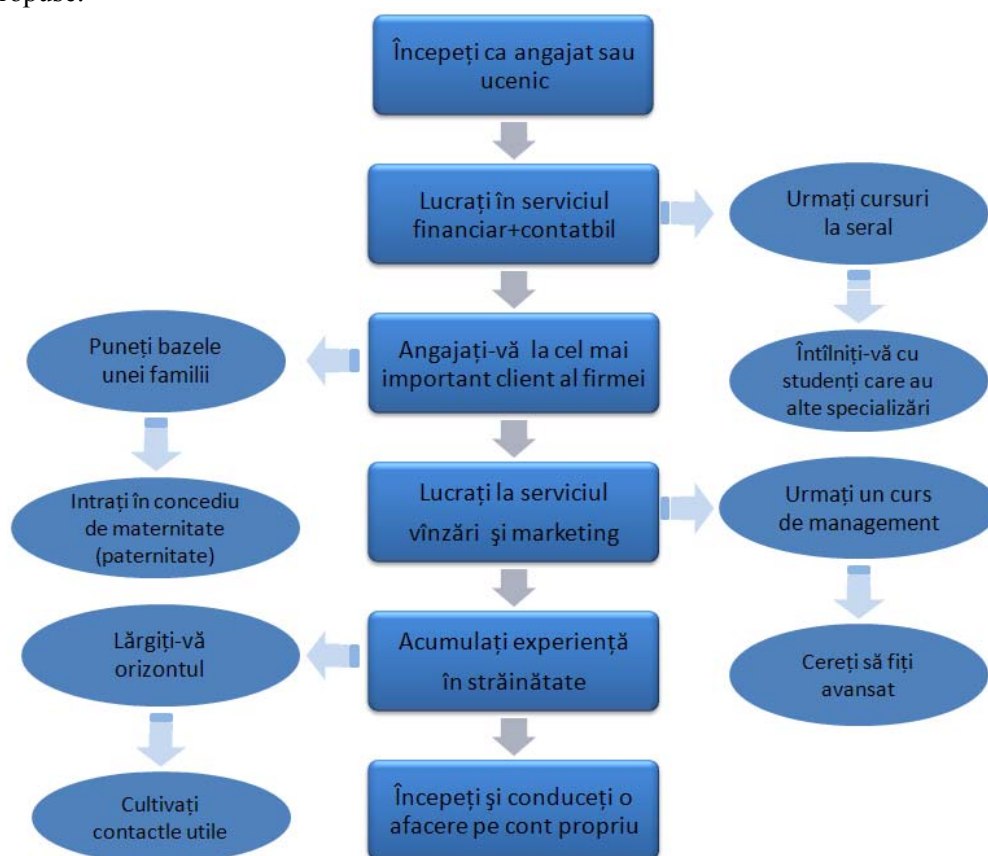 Începeți ca angajat sau
ucenic
Lucrați în serviciul
financiar+contatbil
Urmați cursuri
la seral
Puneți bazele
unei familii
Angajați-vă la cel mai
important client al firmei
Întîlniți-vă cu
studenți care au
alte specializări
Intrați în concediu
de maternitate
(paternitate)
Lucrați la serviciul
vînzări şi marketing
Urmați un curs
de management
Lărgiți-vă
orizontul
Acumulați experiență
în străinătate
Cereți să fiți
avansat
Cultivați
contactle utile
Începeți şi conduceți o
afacere pe cont propriu